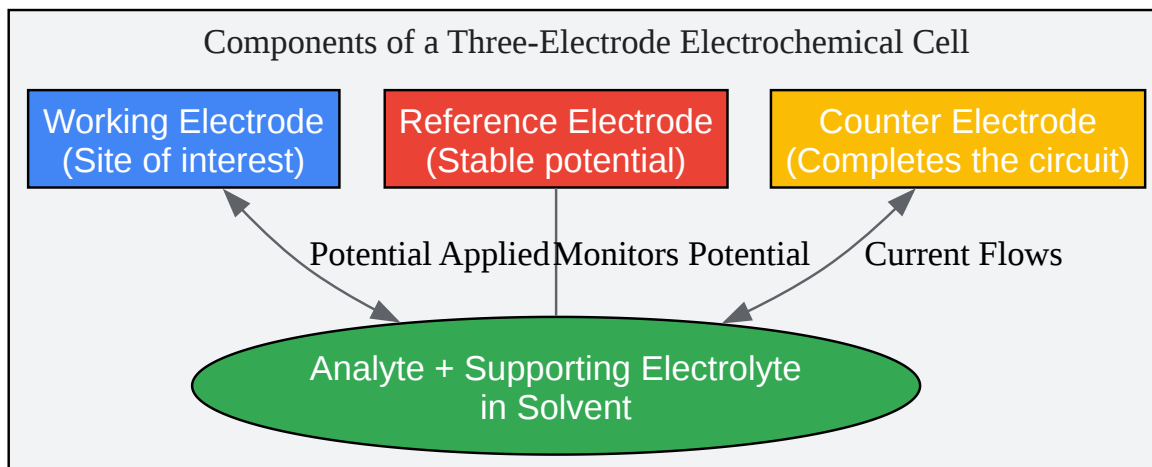 Components of a Three-Electrode Electrochemical Cell
Working Electrode
(Site of interest)
Reference Electrode
(Stable potential)
Counter Electrode
(Completes the circuit)
Potential Applied
Monitors Potential
Current Flows
Analyte + Supporting Electrolyte
in Solvent